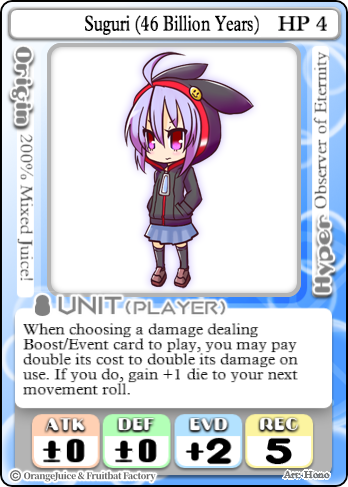 Suguri (46 Billion Years) HP 4
Origin 200% Mixed Juice!
Hyper Observer of Eternity
UNIT (PLAYER)
When choosing a damage dealing
Boost/Event card to play, you may pay
double its cost to double its damage on
use. If you do, gain +1 die to your next
movement roll.
ATK DEF EVD REC
±0 ±0 +2 5
© OrangeJuice & Fruitbat Factory Art: Hono